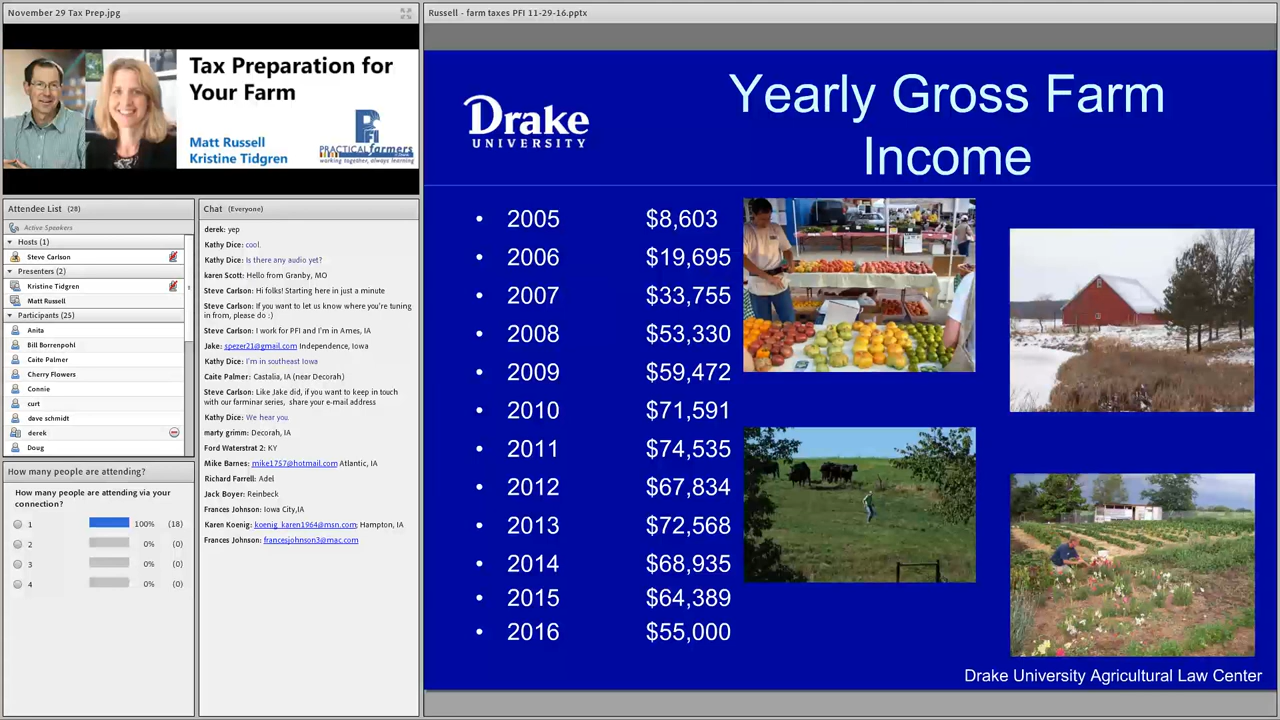 November 29 Tax Prep.jpg
Tax Preparation for
Your Farm
Matt Russell
Kristine Tidgren
PFI
PRACTICAL farmers
working together, always learning
Attendee List (28)
Active Speakers
Hosts (1)
Steve Carlson
Presenters (2)
Kristine Tidgren
Matt Russell
Participants (25)
Anita
Bill Borrenpohl
Caite Palmer
Cherry Flowers
Connie
curt
dave schmidt
derek
Doug
How many people are attending?
How many people are attending via your
connection?
1 100% (18)
2 0% (0)
3 0% (0)
4 0% (0)
Chat (Everyone)
derek: yep
Kathy Dice: cool.
Kathy Dice: Is there any audio yet?
karen Scott: Hello from Granby, MO
Steve Carlson: Hi folks! Starting here in just a minute
Steve Carlson: If you want to let us know where you're tuning
in from, please do :)
Steve Carlson: I work for PFI and I'm in Ames, IA
Jake: spezer21@gmail.com Independence, Iowa
Kathy Dice: I'm in southeast Iowa
Caite Palmer: Castalia, IA (near Decorah)
Steve Carlson: Like Jake did, if you want to keep in touch
with our farminar series, share your e-mail address
Kathy Dice: We hear you.
marty grimm: Decorah, IA
Ford Waterstrat 2: KY
Mike Barnes: mike1757@hotmail.com Atlantic, IA
Richard Farrell: Adel
Jack Boyer: Reinbeck
Frances Johnson: Iowa City,IA
Karen Koenig: koenig_karen1964@msn.com; Hampton, IA
Frances Johnson: francesjohnson3@mac.com
Russell - farm taxes PFI 11-29-16.pptx
Drake
UNIVERSITY
Yearly Gross Farm
Income
• 2005 $8,603
• 2006 $19,695
• 2007 $33,755
• 2008 $53,330
• 2009 $59,472
• 2010 $71,591
• 2011 $74,535
• 2012 $67,834
• 2013 $72,568
• 2014 $68,935
• 2015 $64,389
• 2016 $55,000
Drake University Agricultural Law Center